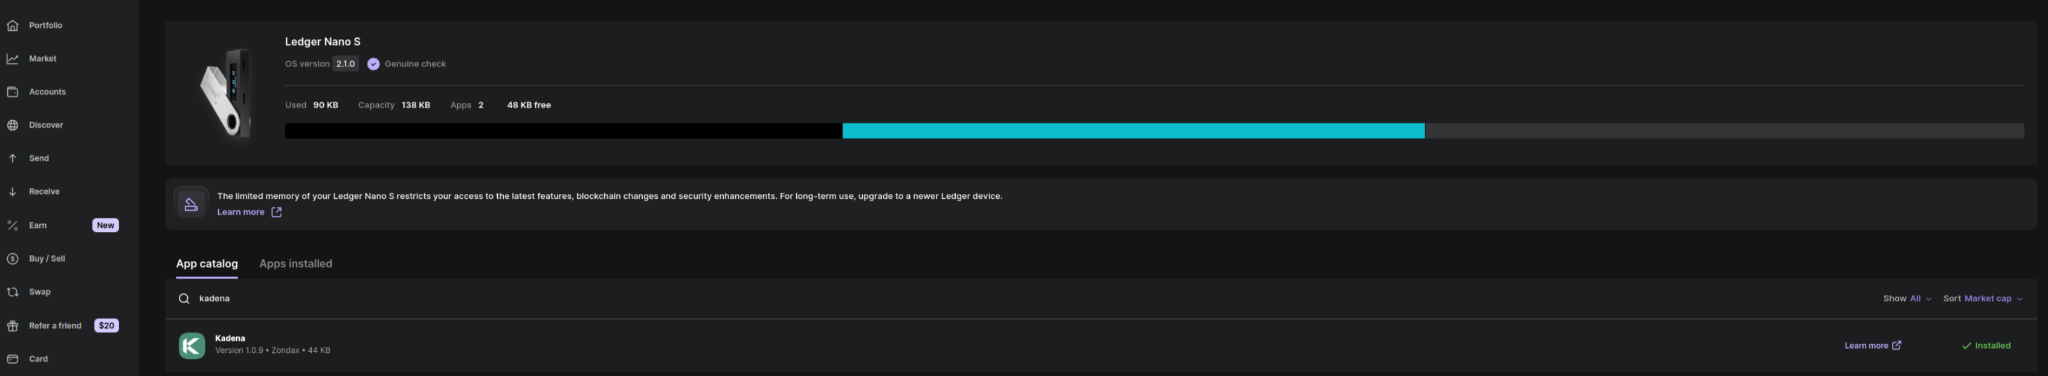 Portfolio
Market
Accounts
Discover
Send
Receive
Earn New
Buy / Sell
Swap
Refer a friend $20
Card
Ledger Nano S
OS version 2.1.0 Genuine check
Used 90 KB Capacity 138 KB Apps 2 48 KB free
The limited memory of your Ledger Nano S restricts your access to the latest features, blockchain changes and security enhancements. For long-term use, upgrade to a newer Ledger device.
Learn more
App catalog Apps installed
kadena Show All Sort Market cap
Kadena
Version 1.0.9 • Zondax • 44 KB
Learn more Installed